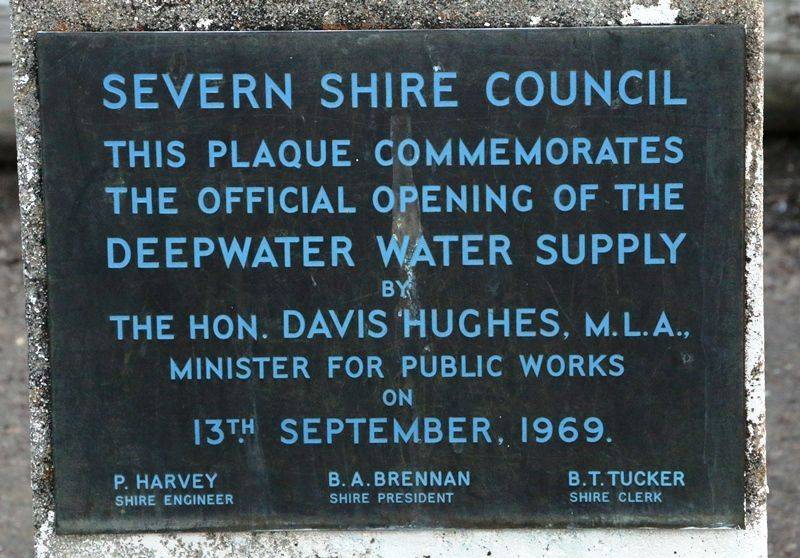 SEVERN SHIRE COUNCIL
THIS PLAQUE COMMEMORATES
THE OFFICIAL OPENING OF THE
DEEPWATER WATER SUPPLY
BY
THE HON. DAVIS HUGHES, M.L.A.,
MINISTER FOR PUBLIC WORKS
ON
13TH. SEPTEMBER, 1969.
P. HARVEY B. A. BRENNAN B. T. TUCKER
SHIRE ENGINEER SHIRE PRESIDENT SHIRE CLERK